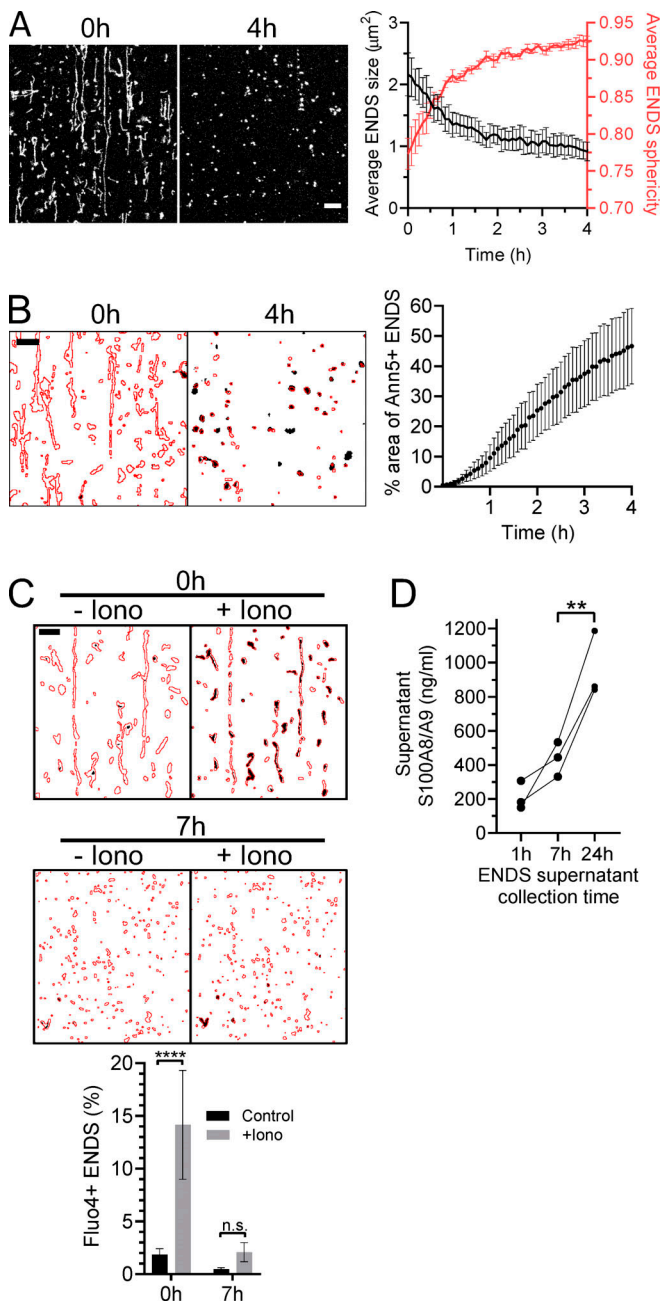 A
0h
4h
Average ENDS size (μm2)
3
2
1
0
0
1
2
3
4
Time (h)
0.95
0.90
0.85
0.80
0.75
0.70
Average ENDS
sphericity
B
0h
4h
% area of Ann5+ ENDS
60
50
40
30
20
10
0
1
2
3
4
Time (h)
C
0h
- Iono
+ Iono
7h
- Iono
+ Iono
Fluo4+ ENDS (%)
20
15
10
5
0
****
n.s.
Control
+Iono
0h
7h
D
**
Supernatant
S100A8/A9 (ng/ml)
1200
1000
800
600
400
200
0
1h
7h
24h
ENDS supernatant
collection time